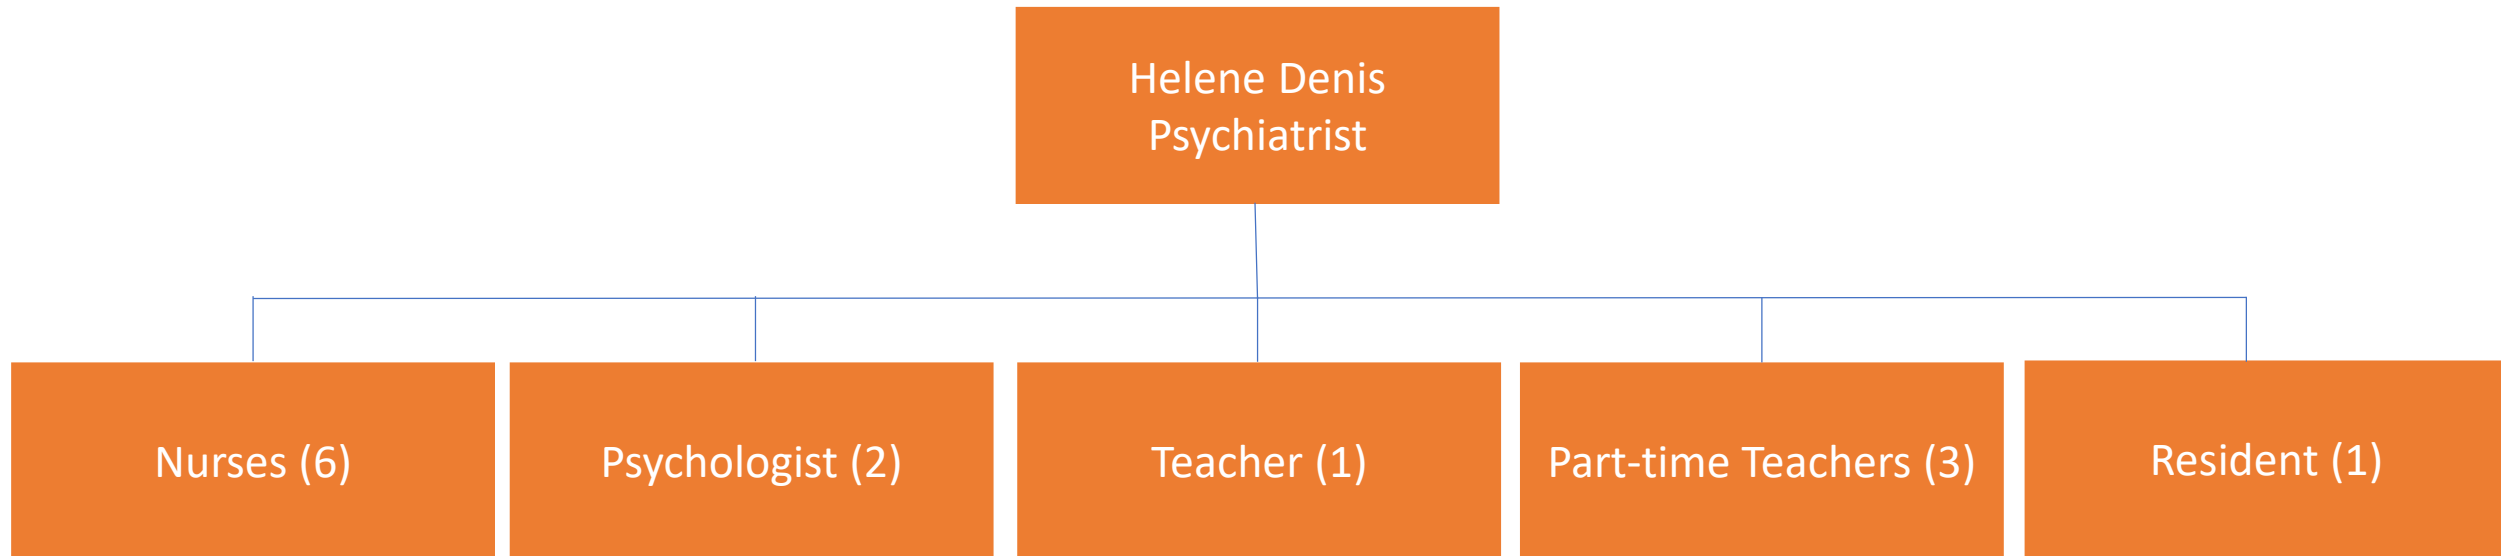 Helene Denis
Psychiatrist
Nurses (6)
Psychologist (2)
Teacher (1)
Part-time Teachers (3)
Resident (1)